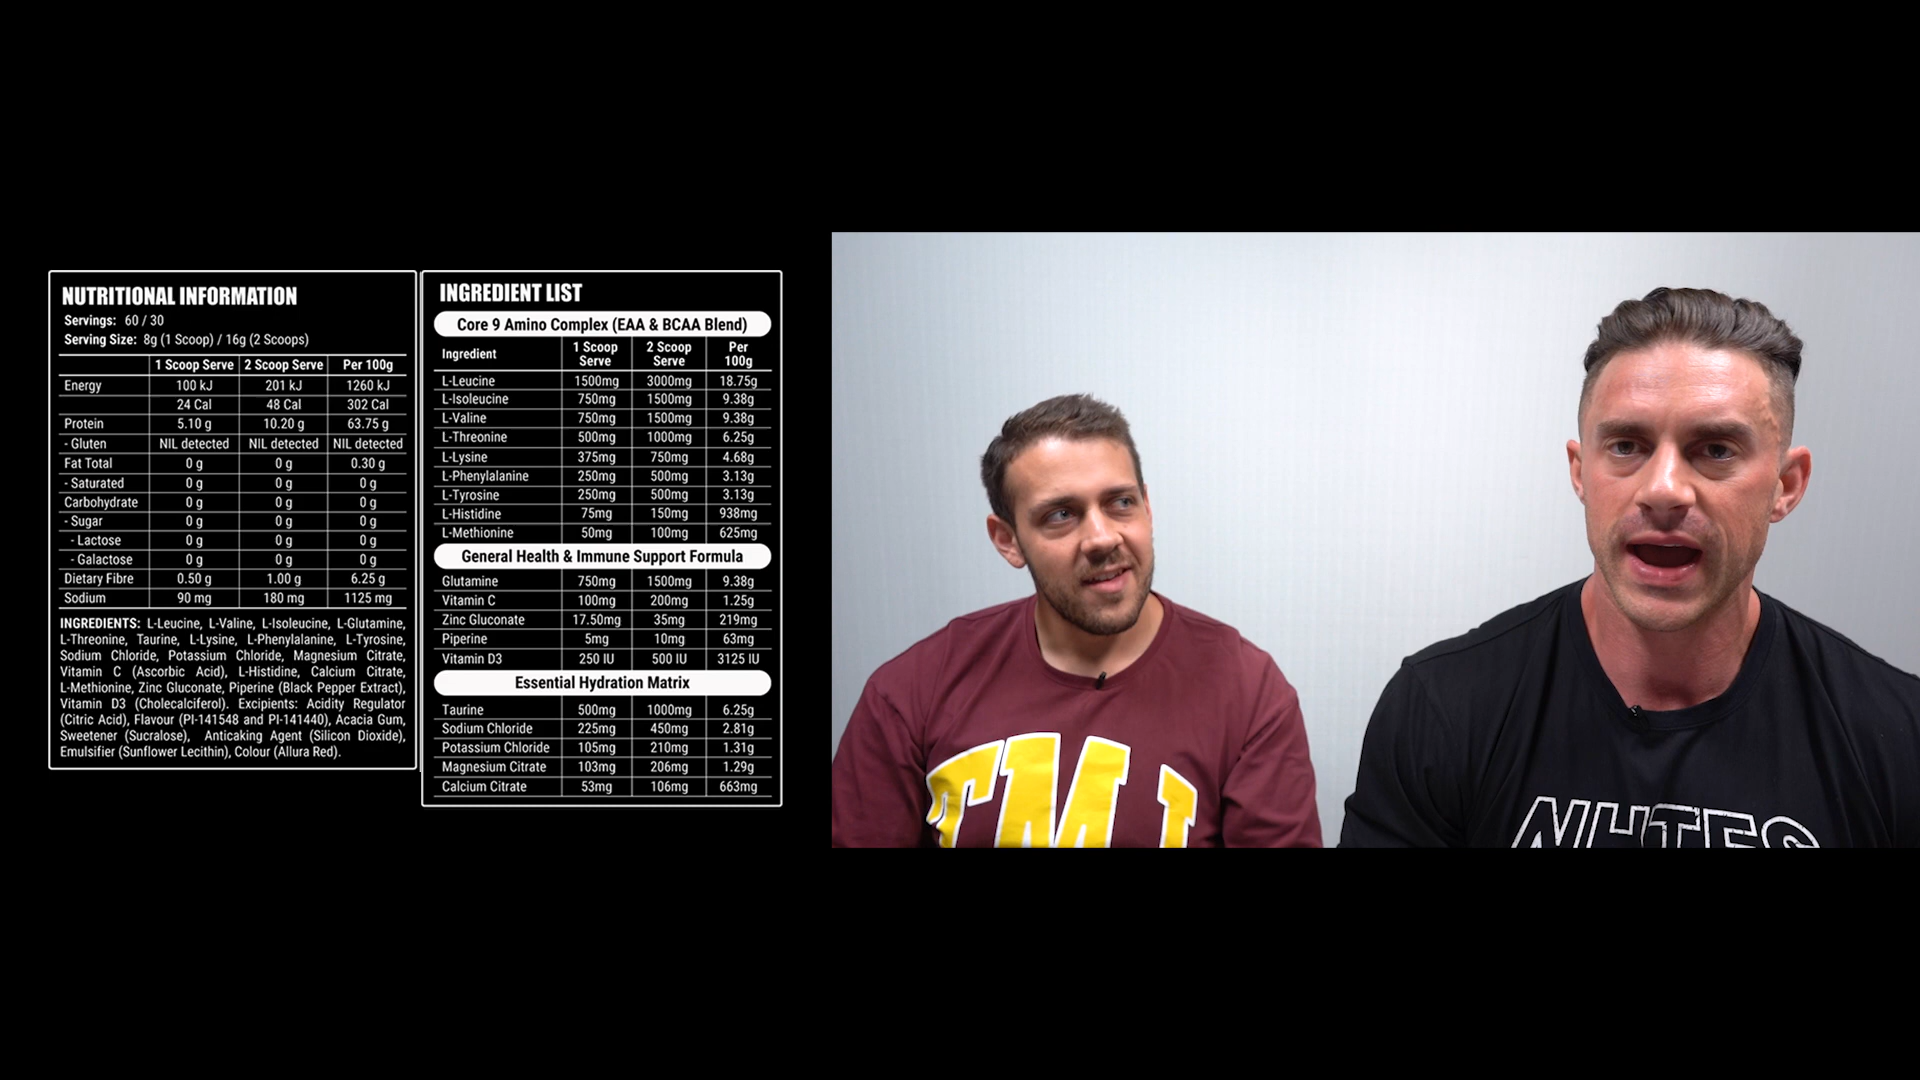 NUTRITIONAL INFORMATION
Servings: 60 / 30
Serving Size: 8g (1 Scoop) / 16g (2 Scoops)
1 Scoop Serve 2 Scoop Serve Per 100g
Energy 100 kJ 201 kJ 1260 kJ
24 Cal 48 Cal 302 Cal
Protein 5.10 g 10.20 g 63.75 g
- Gluten NIL detected NIL detected NIL detected
Fat Total 0 g 0 g 0.30 g
- Saturated 0 g 0 g 0 g
Carbohydrate 0 g 0 g 0 g
- Sugar 0 g 0 g 0 g
- Lactose 0 g 0 g 0 g
- Galactose 0 g 0 g 0 g
Dietary Fibre 0.50 g 1.00 g 6.25 g
Sodium 90 mg 180 mg 1125 mg
INGREDIENTS: L-Leucine, L-Valine, L-Isoleucine, L-Glutamine,
L-Threonine, Taurine, L-Lysine, L-Phenylalanine, L-Tyrosine,
Sodium Chloride, Potassium Chloride, Magnesium Citrate,
Vitamin C (Ascorbic Acid), L-Histidine, Calcium Citrate,
L-Methionine, Zinc Gluconate, Piperine (Black Pepper Extract),
Vitamin D3 (Cholecalciferol). Excipients: Acidity Regulator
(Citric Acid), Flavour (PI-141548 and PI-141440), Acacia Gum,
Sweetener (Sucralose), Anticaking Agent (Silicon Dioxide),
Emulsifier (Sunflower Lecithin), Colour (Allura Red).
INGREDIENT LIST
Core 9 Amino Complex (EAA & BCAA Blend)
Ingredient 1 Scoop Serve 2 Scoop Serve Per 100g
L-Leucine 1500mg 3000mg 18.75g
L-Isoleucine 750mg 1500mg 9.38g
L-Valine 750mg 1500mg 9.38g
L-Threonine 500mg 1000mg 6.25g
L-Lysine 375mg 750mg 4.68g
L-Phenylalanine 250mg 500mg 3.13g
L-Tyrosine 250mg 500mg 3.13g
L-Histidine 75mg 150mg 938mg
L-Methionine 50mg 100mg 625mg
General Health & Immune Support Formula
Glutamine 750mg 1500mg 9.38g
Vitamin C 100mg 200mg 1.25g
Zinc Gluconate 17.50mg 35mg 219mg
Piperine 5mg 10mg 63mg
Vitamin D3 250 IU 500 IU 3125 IU
Essential Hydration Matrix
Taurine 500mg 1000mg 6.25g
Sodium Chloride 225mg 450mg 2.81g
Potassium Chloride 105mg 210mg 1.31g
Magnesium Citrate 103mg 206mg 1.29g
Calcium Citrate 53mg 106mg 663mg